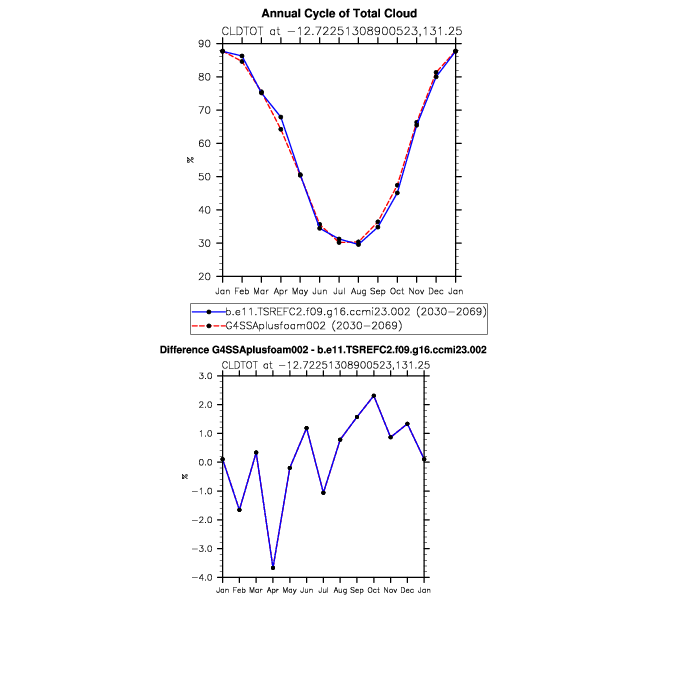 Annual Cycle of Total Cloud
CLDTOT at −12.72251308900523,131.25
90
80
70
60
50
40
30
20
%
Jan Feb Mar Apr May Jun Jul Aug Sep Oct Nov Dec Jan
b.e11.TSREFC2.f09.g16.ccmi23.002 (2030−2069)
G4SSAplusfoam002 (2030−2069)
Difference G4SSAplusfoam002 - b.e11.TSREFC2.f09.g16.ccmi23.002
CLDTOT at −12.72251308900523,131.25
3.0
2.0
1.0
0.0
−1.0
−2.0
−3.0
−4.0
%
Jan Feb Mar Apr May Jun Jul Aug Sep Oct Nov Dec Jan